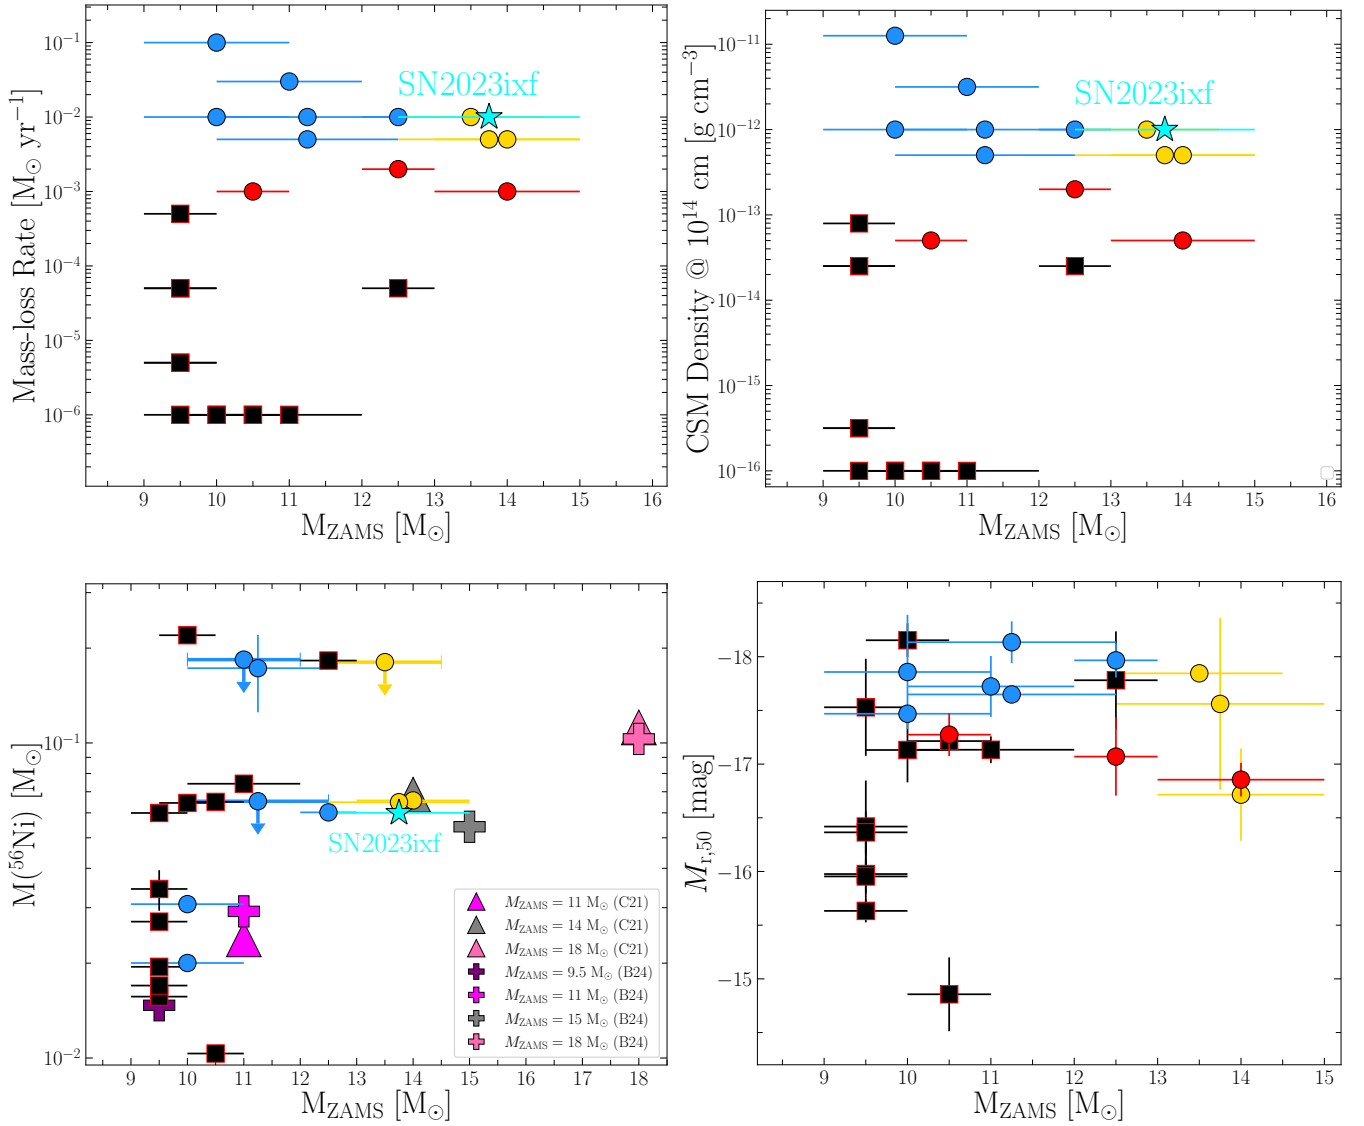 10⁻¹
10⁻²
10⁻³
10⁻⁴
10⁻⁵
10⁻⁶
Mass-loss Rate [M⊙ yr⁻¹]
SN2023ixf
9 10 11 12 13 14 15 16
M_ZAMS [M⊙]
10⁻¹¹
10⁻¹²
10⁻¹³
10⁻¹⁴
10⁻¹⁵
10⁻¹⁶
CSM Density @ 10¹⁴ cm [g cm⁻³]
SN2023ixf
9 10 11 12 13 14 15 16
M_ZAMS [M⊙]
10⁻¹
10⁻²
M(⁵⁶Ni) [M⊙]
SN2023ixf
M_ZAMS = 11 M⊙ (C21)
M_ZAMS = 14 M⊙ (C21)
M_ZAMS = 18 M⊙ (C21)
M_ZAMS = 9.5 M⊙ (B24)
M_ZAMS = 11 M⊙ (B24)
M_ZAMS = 15 M⊙ (B24)
M_ZAMS = 18 M⊙ (B24)
9 10 11 12 13 14 15 16 17 18
M_ZAMS [M⊙]
−18
−17
−16
−15
M_r,50 [mag]
9 10 11 12 13 14 15
M_ZAMS [M⊙]